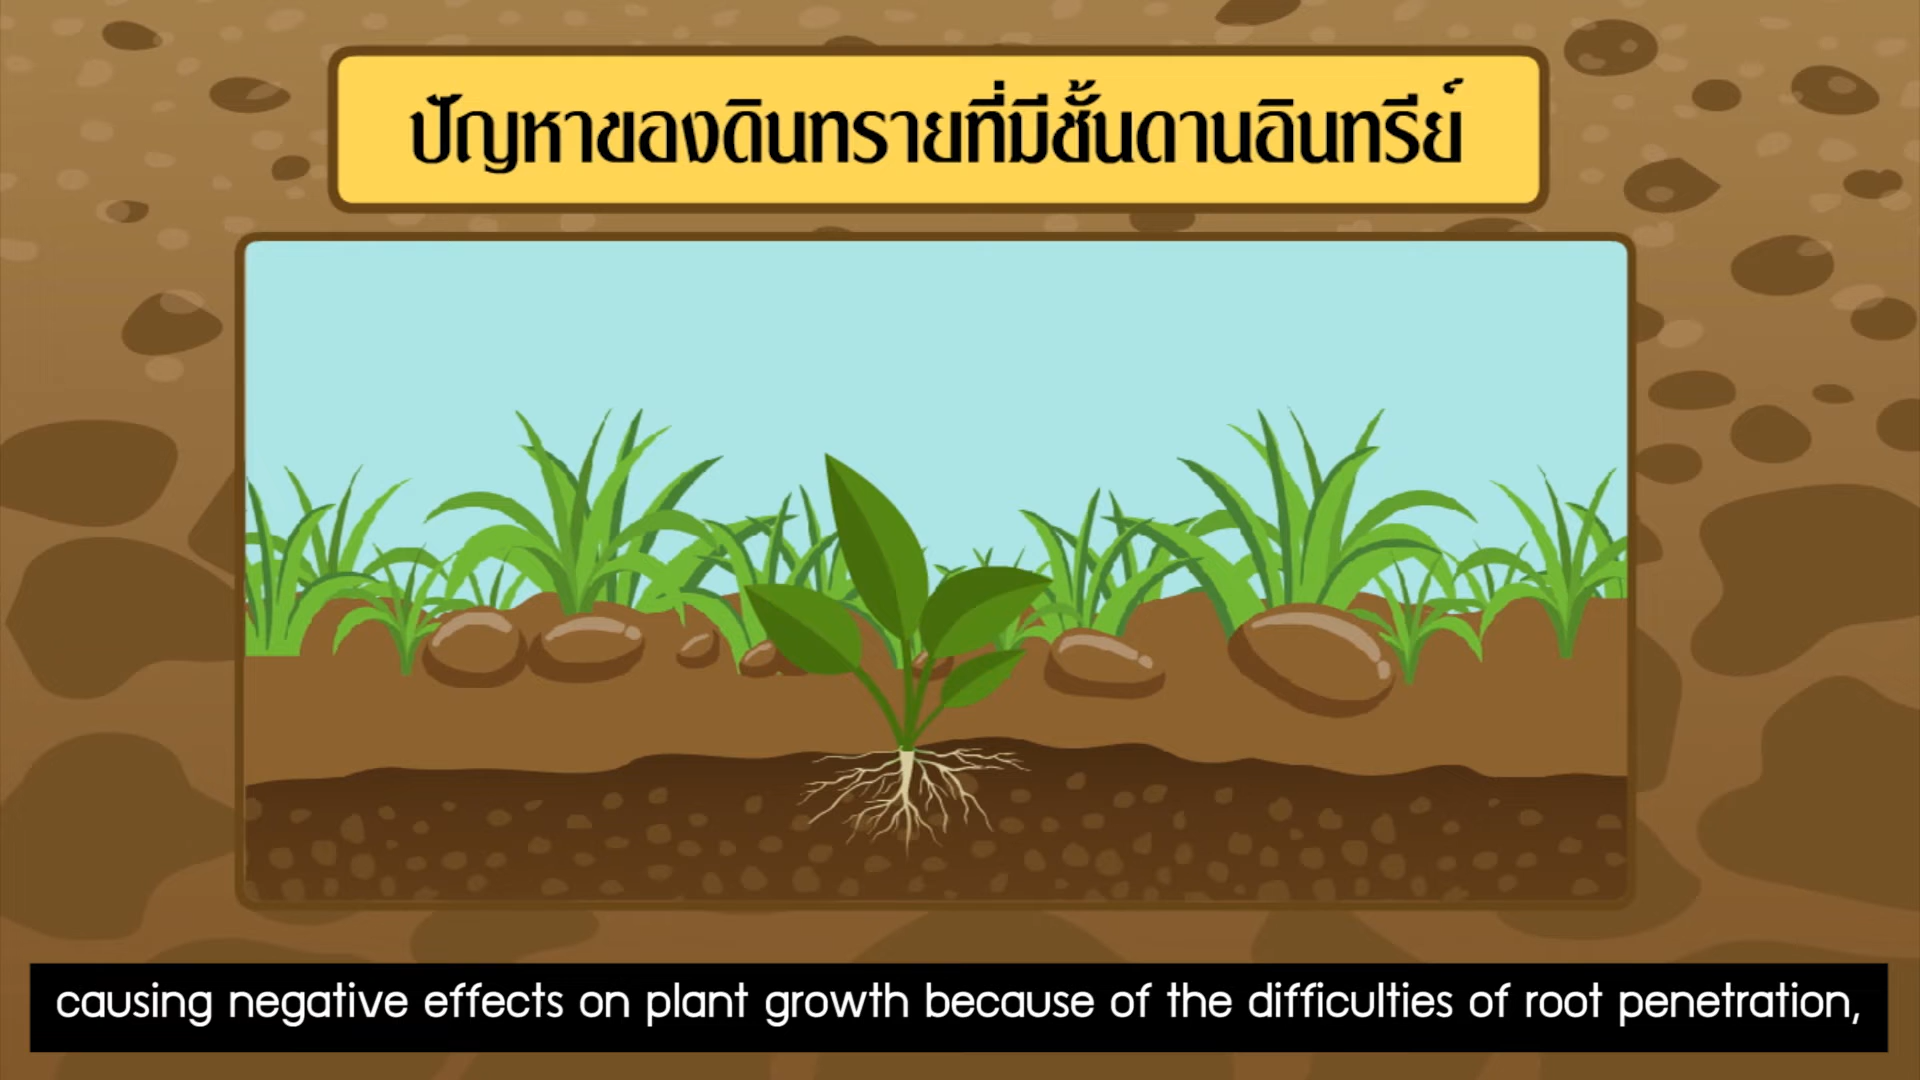 ปัญหาของดินทรายที่มีชั้นดานอินทรีย์
causing negative effects on plant growth because of the difficulties of root penetration,